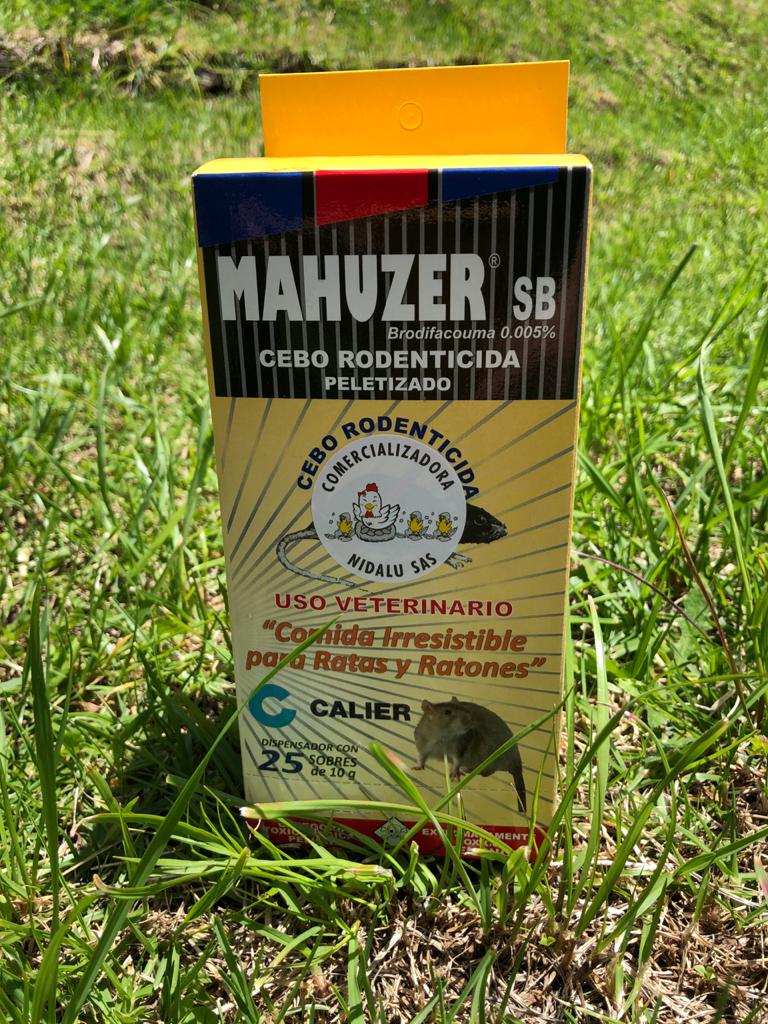 MAHUZER® SB
Brodifacouma 0.005%
CEBO RODENTICIDA
PELETIZADO
CEBO RODENTICIDA
COMERCIALIZADORA
NIDALU SAS
USO VETERINARIO
"Comida Irresistible
para Ratas y Ratones"
CALIER
DISPENSADOR CON
25 SOBRES
de 10 g